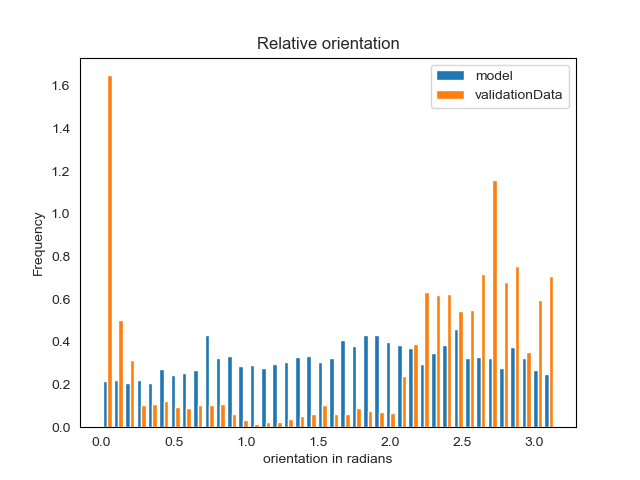 Relative orientation
model
validationData
Frequency
1.6
1.4
1.2
1.0
0.8
0.6
0.4
0.2
0.0
0.0 0.5 1.0 1.5 2.0 2.5 3.0
orientation in radians